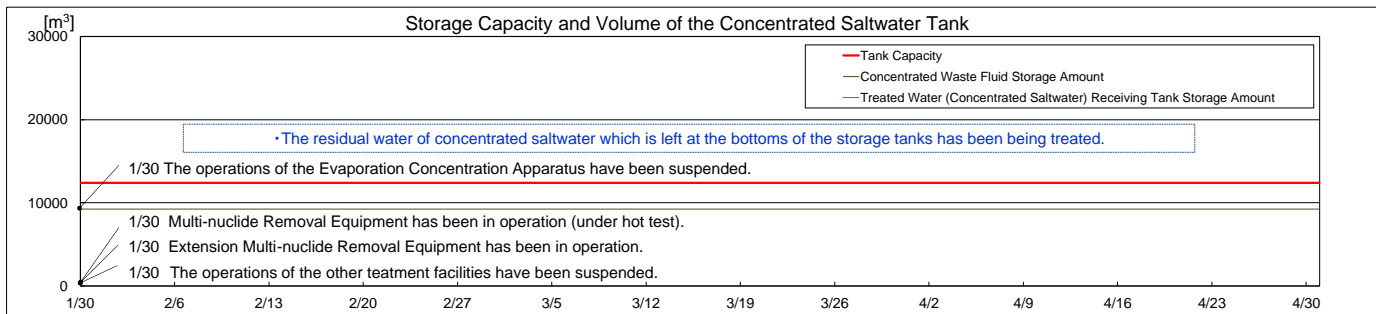 [m³]
Storage Capacity and Volume of the Concentrated Saltwater Tank
30000
Tank Capacity
Concentrated Waste Fluid Storage Amount
Treated Water (Concentrated Saltwater) Receiving Tank Storage Amount
20000
・The residual water of concentrated saltwater which is left at the bottoms of the storage tanks has been being treated.
1/30 The operations of the Evaporation Concentration Apparatus have been suspended.
10000
1/30 Multi-nuclide Removal Equipment has been in operation (under hot test).
1/30 Extension Multi-nuclide Removal Equipment has been in operation.
1/30 The operations of the other teatment facilities have been suspended.
0
1/30 2/6 2/13 2/20 2/27 3/5 3/12 3/19 3/26 4/2 4/9 4/16 4/23 4/30